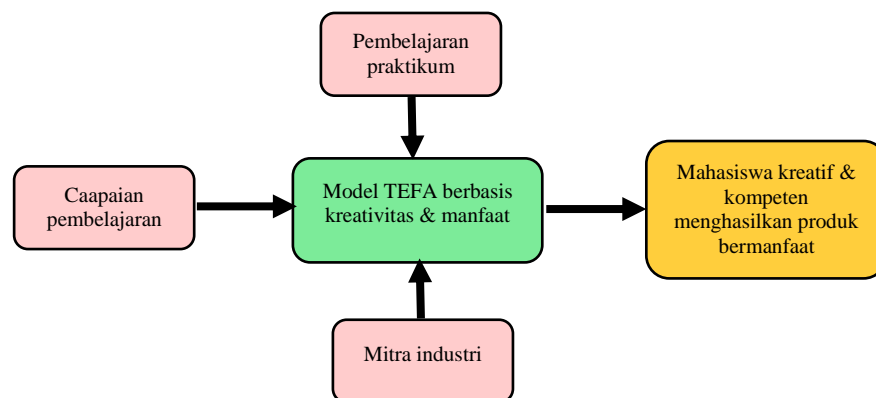 Pembelajaran
praktikum
Caapaian
pembelajaran
Model TEFA berbasis
kreativitas & manfaat
Mahasiswa kreatif &
kompeten
menghasilkan produk
bermanfaat
Mitra industri